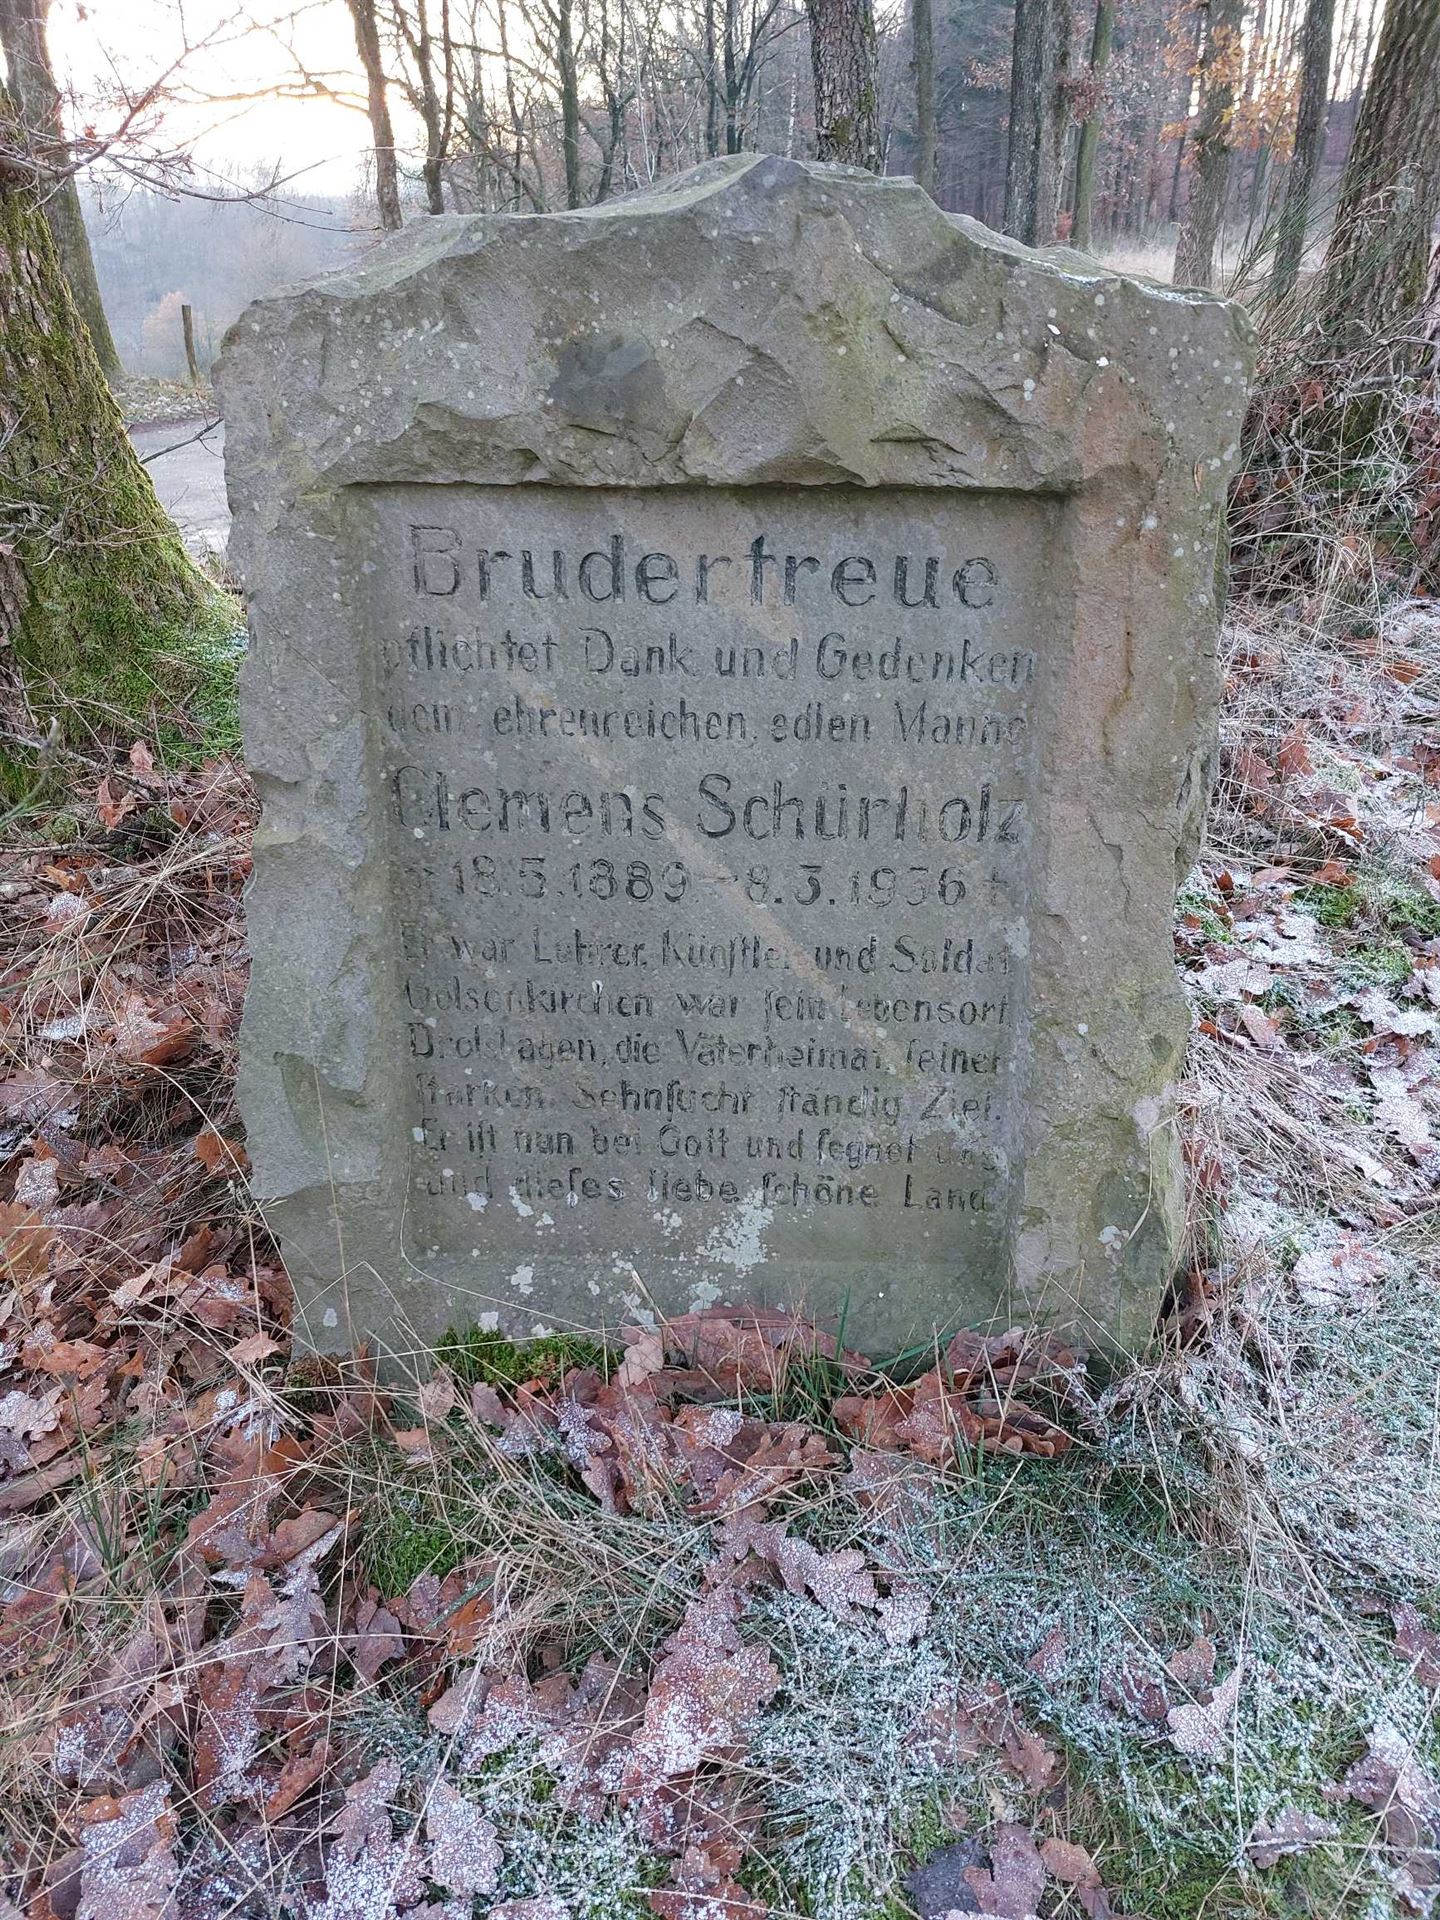 Brudertreue
pflichtet Dank und Gedenken
dem ehrenreichen, edlen Manne
Clemens Schürholz
* 18.5.1889 – 8.3.1936 †
Er war Lehrer, Künſtler und Soldat
Gelsenkirchen war ſein Lebensort
Drolshagen, die Väterheimat, ſeiner
ſtarken Sehnſucht ſtändig Ziel.
Er iſt nun bei Gott und ſegnet uns
und dieſes liebe ſchöne Land.